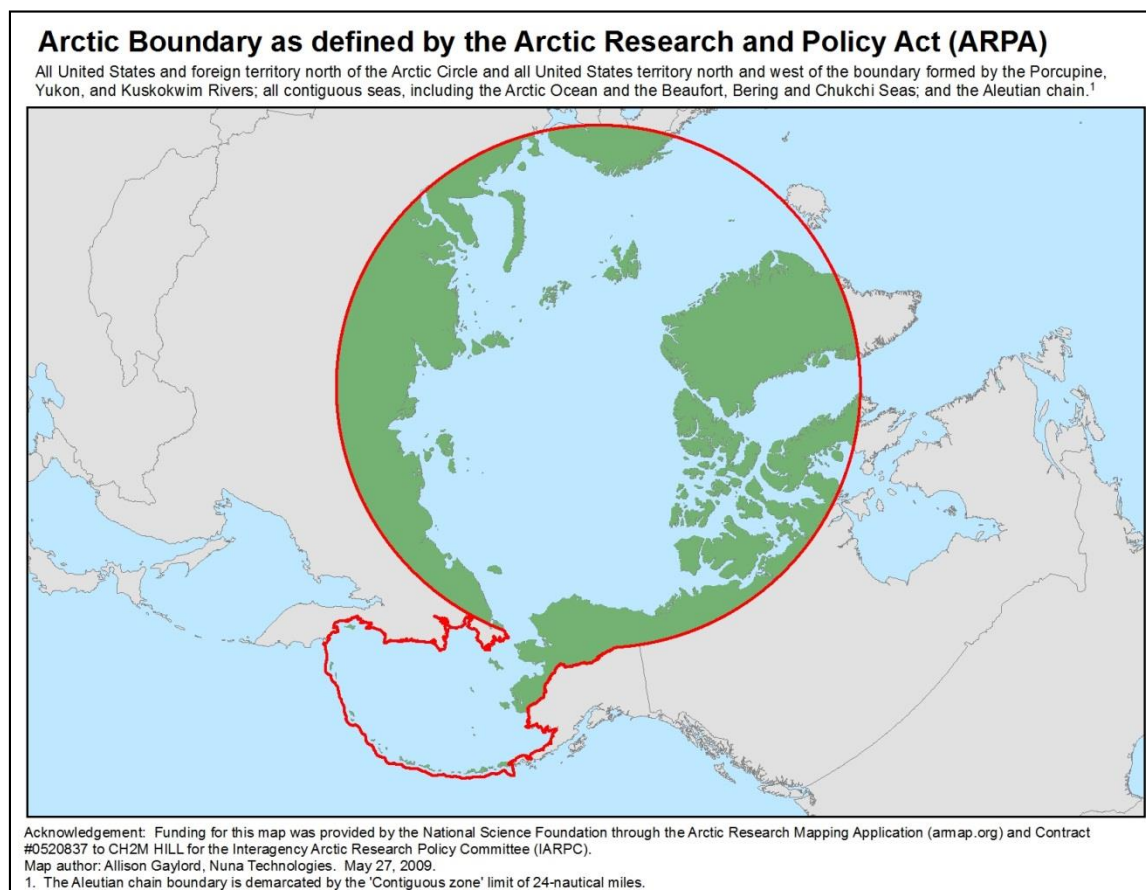 Arctic Boundary as defined by the Arctic Research and Policy Act (ARPA)
All United States and foreign territory north of the Arctic Circle and all United States territory north and west of the boundary formed by the Porcupine,
Yukon, and Kuskokwim Rivers; all contiguous seas, including the Arctic Ocean and the Beaufort, Bering and Chukchi Seas; and the Aleutian chain.1
Acknowledgement:  Funding for this map was provided by the National Science Foundation through the Arctic Research Mapping Application (armap.org) and Contract
#0520837 to CH2M HILL for the Interagency Arctic Research Policy Committee (IARPC).
Map author: Allison Gaylord, Nuna Technologies.  May 27, 2009.
1.  The Aleutian chain boundary is demarcated by the 'Contiguous zone' limit of 24-nautical miles.